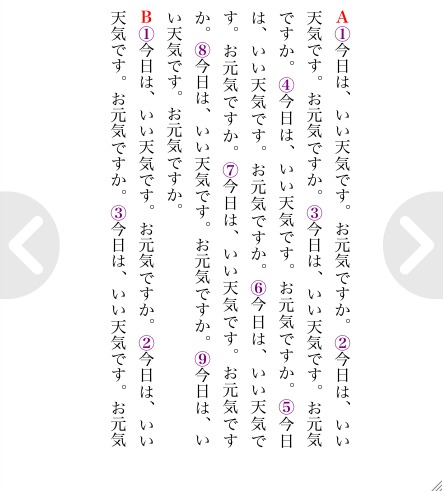 A①今日は、いい天気です。お元気ですか。②今日は、いい
天気です。お元気ですか。③今日は、いい天気です。お元気
ですか。④今日は、いい天気です。お元気ですか。⑤今日
は、いい天気です。お元気ですか。⑥今日は、いい天気で
す。お元気ですか。⑦今日は、いい天気です。お元気です
か。⑧今日は、いい天気です。お元気ですか。⑨今日は、い
い天気です。お元気ですか。
B①今日は、いい天気です。お元気ですか。②今日は、いい
天気です。お元気ですか。③今日は、いい天気です。お元気